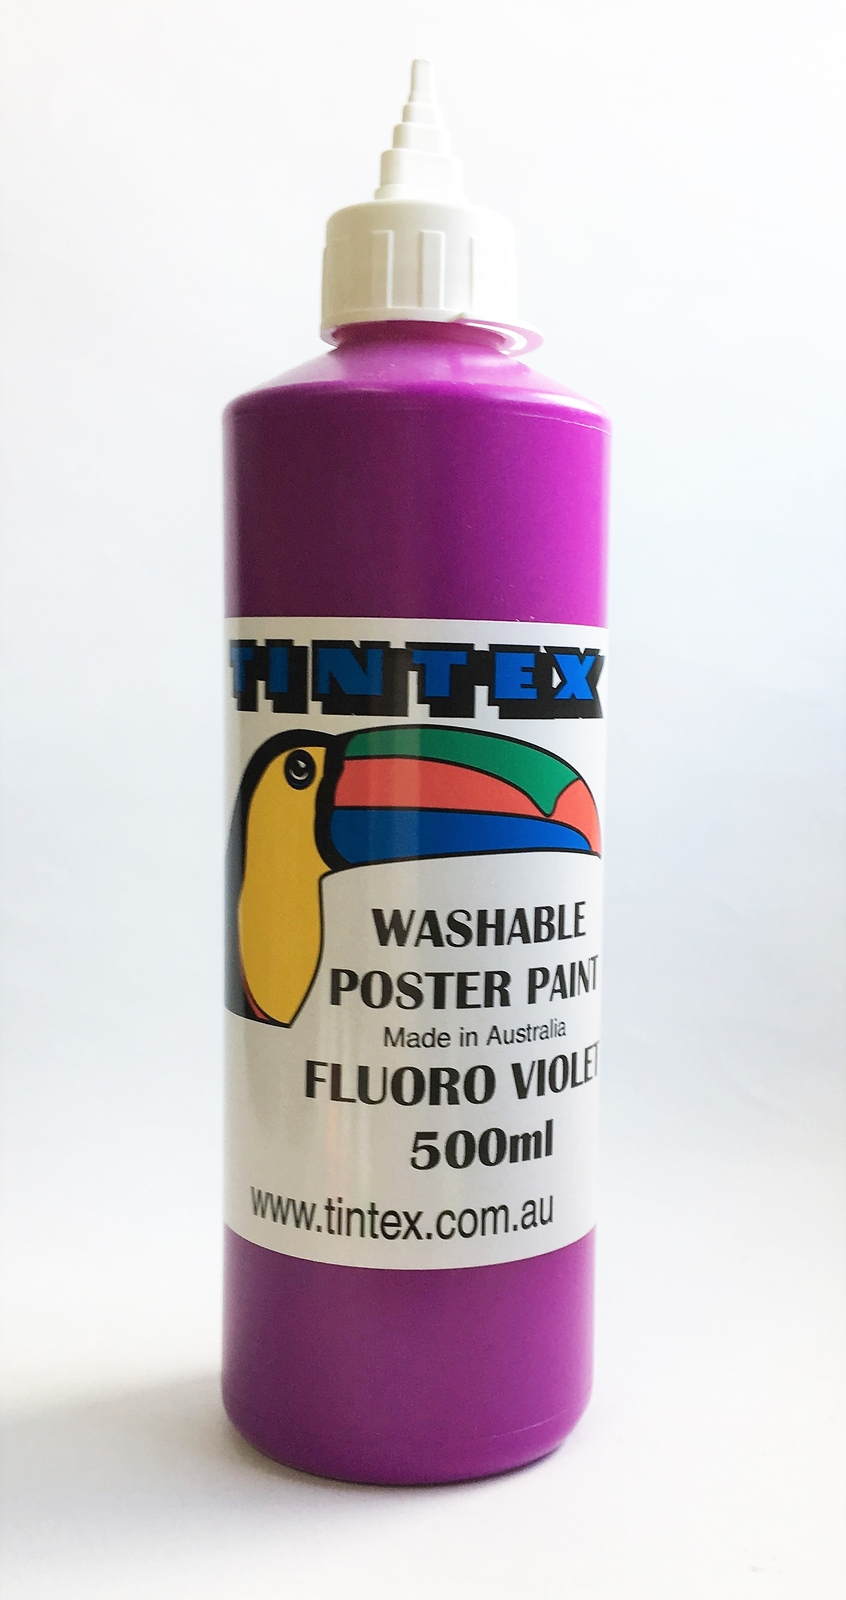 TINTEX
WASHABLE
POSTER PAINT
Made in Australia
FLUORO VIOLET
500ml
www.tintex.com.au